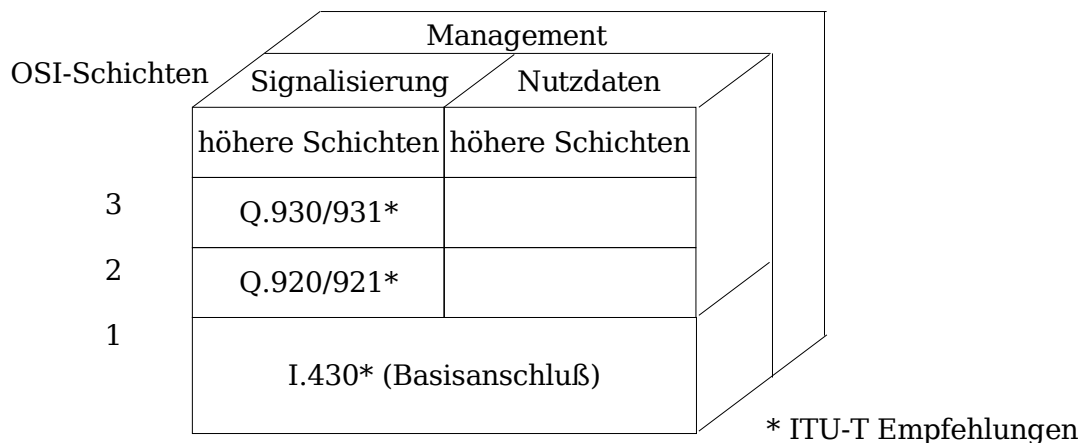 Management
OSI-Schichten
Signalisierung Nutzdaten
höhere Schichten höhere Schichten
3 Q.930/931*
2 Q.920/921*
1
I.430* (Basisanschluß)
* ITU-T Empfehlungen